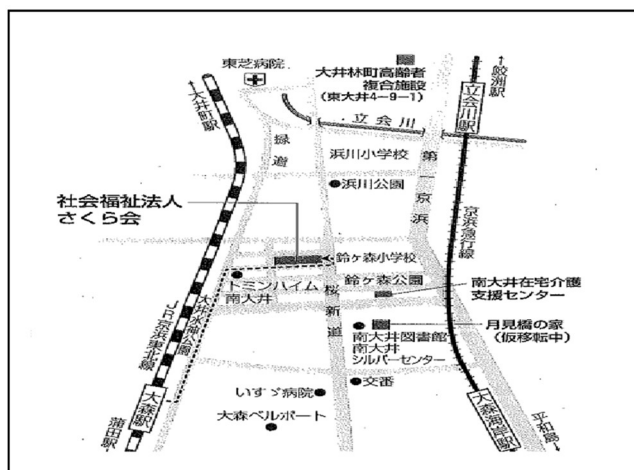 東芝病院
大井林町高齢者
複合施設
(東大井4-9-1)
←鮫洲駅
立会川駅
←大井町駅
緑道
立会川
浜川小学校
浜川公園
第一京浜
京浜急行線
社会福祉法人
さくら会
鈴ヶ森小学校
鈴ヶ森公園
トミンハイム
南大井
桜新道
南大井在宅介護
支援センター
月見橋の家
(仮移転中)
南大井図書館
南大井
シルバーセンター
JR京浜東北線
大井水神公園
いすゞ病院
交番
大森ベルポート
大森駅
蒲田駅→
大森海岸駅
平和島→